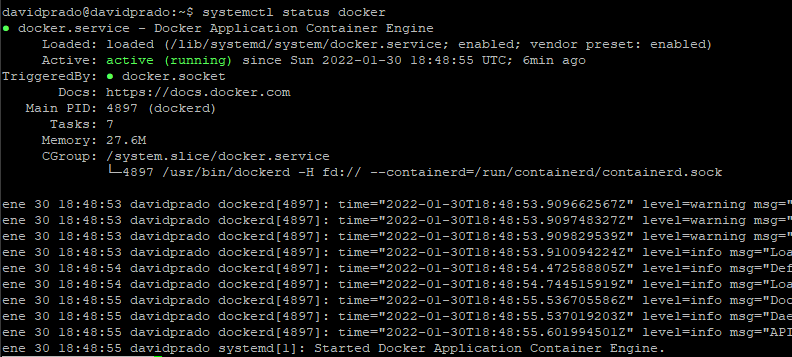 davidprado@davidprado:~$ systemctl status docker
● docker.service - Docker Application Container Engine
Loaded: loaded (/lib/systemd/system/docker.service; enabled; vendor preset: enabled)
Active: active (running) since Sun 2022-01-30 18:48:55 UTC; 6min ago
TriggeredBy: ● docker.socket
Docs: https://docs.docker.com
Main PID: 4897 (dockerd)
Tasks: 7
Memory: 27.6M
CGroup: /system.slice/docker.service
└─4897 /usr/bin/dockerd -H fd:// --containerd=/run/containerd/containerd.sock
ene 30 18:48:53 davidprado dockerd[4897]: time="2022-01-30T18:48:53.909662567Z" level=warning msg="
ene 30 18:48:53 davidprado dockerd[4897]: time="2022-01-30T18:48:53.909748327Z" level=warning msg="
ene 30 18:48:53 davidprado dockerd[4897]: time="2022-01-30T18:48:53.909829539Z" level=warning msg="
ene 30 18:48:53 davidprado dockerd[4897]: time="2022-01-30T18:48:53.910094224Z" level=info msg="Loa
ene 30 18:48:54 davidprado dockerd[4897]: time="2022-01-30T18:48:54.472588805Z" level=info msg="Def
ene 30 18:48:54 davidprado dockerd[4897]: time="2022-01-30T18:48:54.744515919Z" level=info msg="Loa
ene 30 18:48:55 davidprado dockerd[4897]: time="2022-01-30T18:48:55.536705586Z" level=info msg="Doc
ene 30 18:48:55 davidprado dockerd[4897]: time="2022-01-30T18:48:55.537019203Z" level=info msg="Dae
ene 30 18:48:55 davidprado dockerd[4897]: time="2022-01-30T18:48:55.601994501Z" level=info msg="API
ene 30 18:48:55 davidprado systemd[1]: Started Docker Application Container Engine.